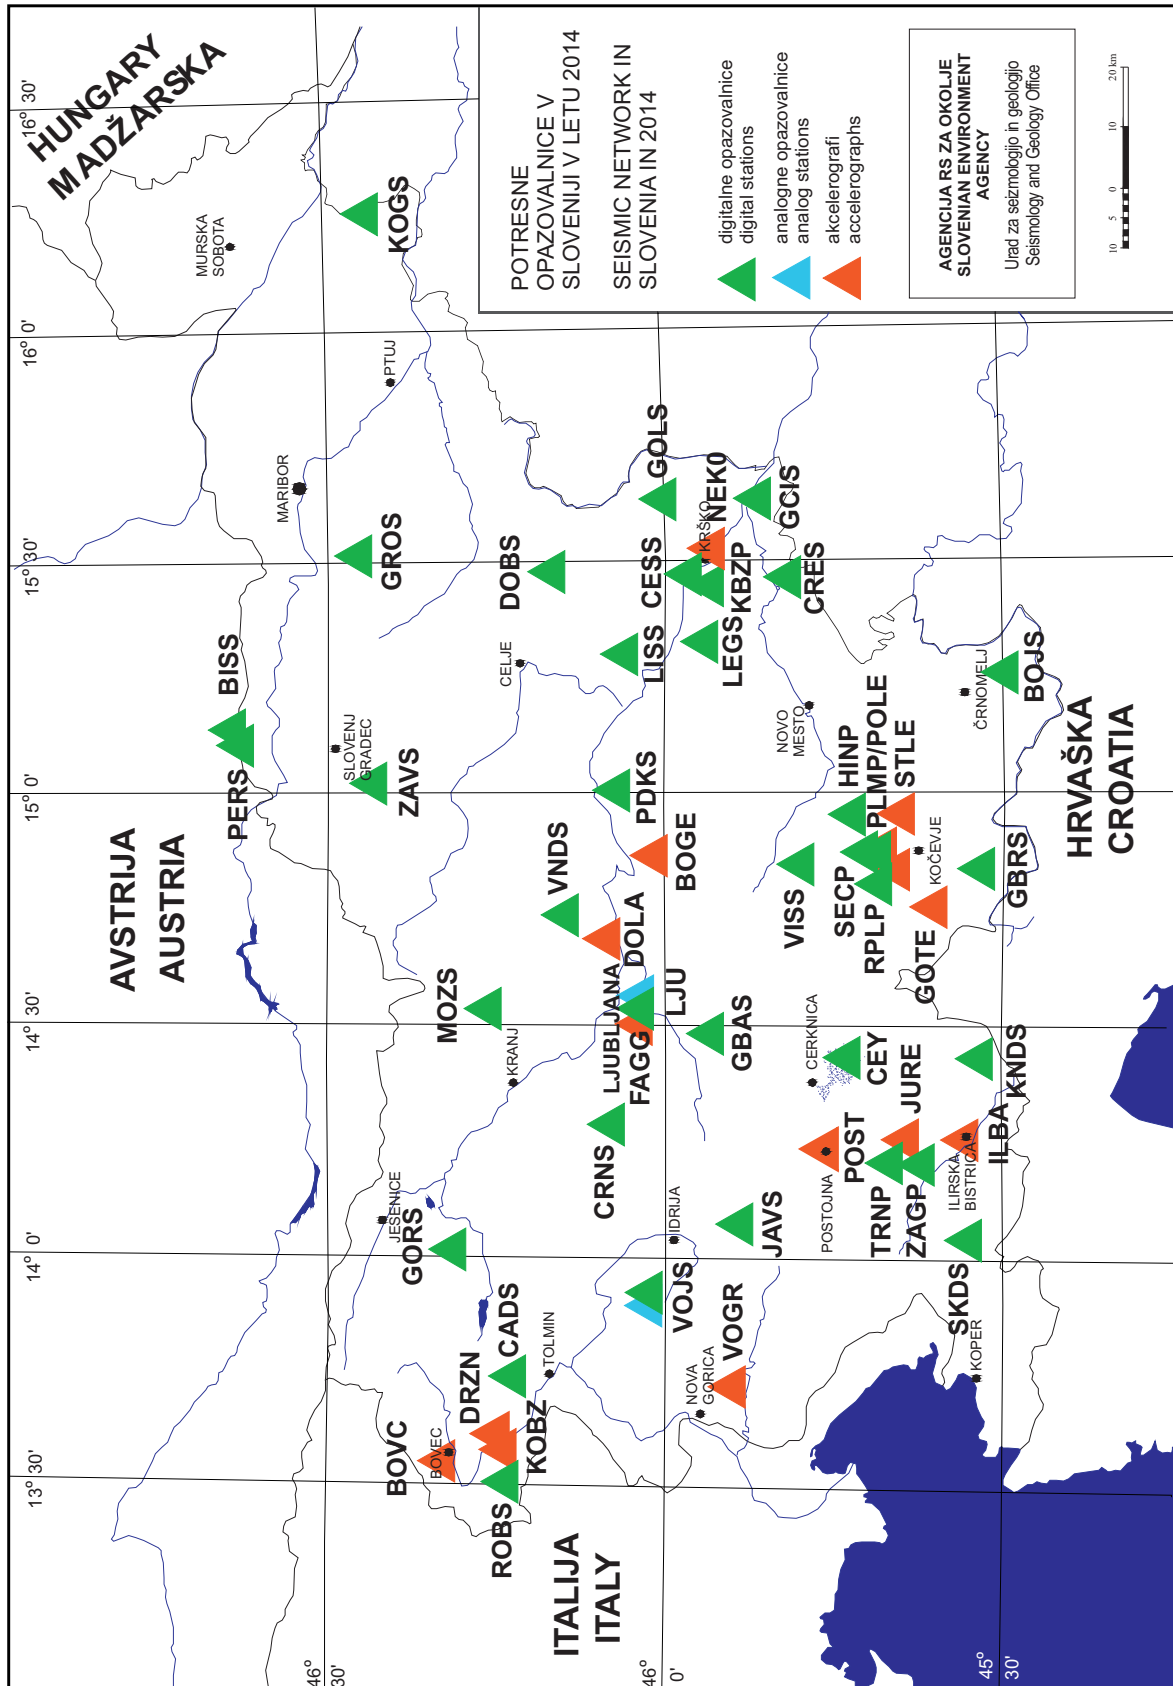 HUNGARY
MADŽARSKA
AVSTRIJA
AUSTRIA
ITALIJA
ITALY
HRVAŠKA
CROATIA
POTRESNE
OPAZOVALNICE V
SLOVENIJI V LETU 2014
SEISMIC NETWORK IN
SLOVENIA IN 2014
digitalne opazovalnice
digital stations
analogne opazovalnice
analog stations
akcelerografi
accelerographs
AGENCIJA RS ZA OKOLJE
SLOVENIAN ENVIRONMENT
AGENCY
Urad za seizmologijo in geologijo
Seismology and Geology Office
10 5 0 10 20 km
13° 30'
14° 0'
14° 30'
15° 0'
15° 30'
16° 0'
16° 30'
46° 30'
46° 0'
45° 30'
MURSKA
SOBOTA
KOGS
PTUJ
MARIBOR
GROS
BISS
PERS
SLOVENJ
GRADEC
ZAVS
DOBS
CELJE
GOLS
NEK0
KRŠKO
CESS
KBZP
GCIS
CRES
LISS
LEGS
PDKS
BOGE
VNDS
DOLA
MOZS
KRANJ
LJUBLJANA
FAGG
LJU
GBAS
CRNS
JESENICE
GORS
CADS
DRZN
TOLMIN
BOVC
BOVEC
KOBZ
ROBS
IDRIJA
VOJS
JAVS
NOVA
GORICA
VOGR
NOVO
MESTO
HINP
PLMP/POLE
STLE
VISS
SECP
RPLP
KOČEVJE
GOTE
GBRS
ČRNOMELJ
BOJS
CERKNICA
CEY
JURE
KNDS
POSTOJNA
POST
TRNP
ZAGP
ILIRSKA
BISTRICA
ILBA
SKDS
KOPER